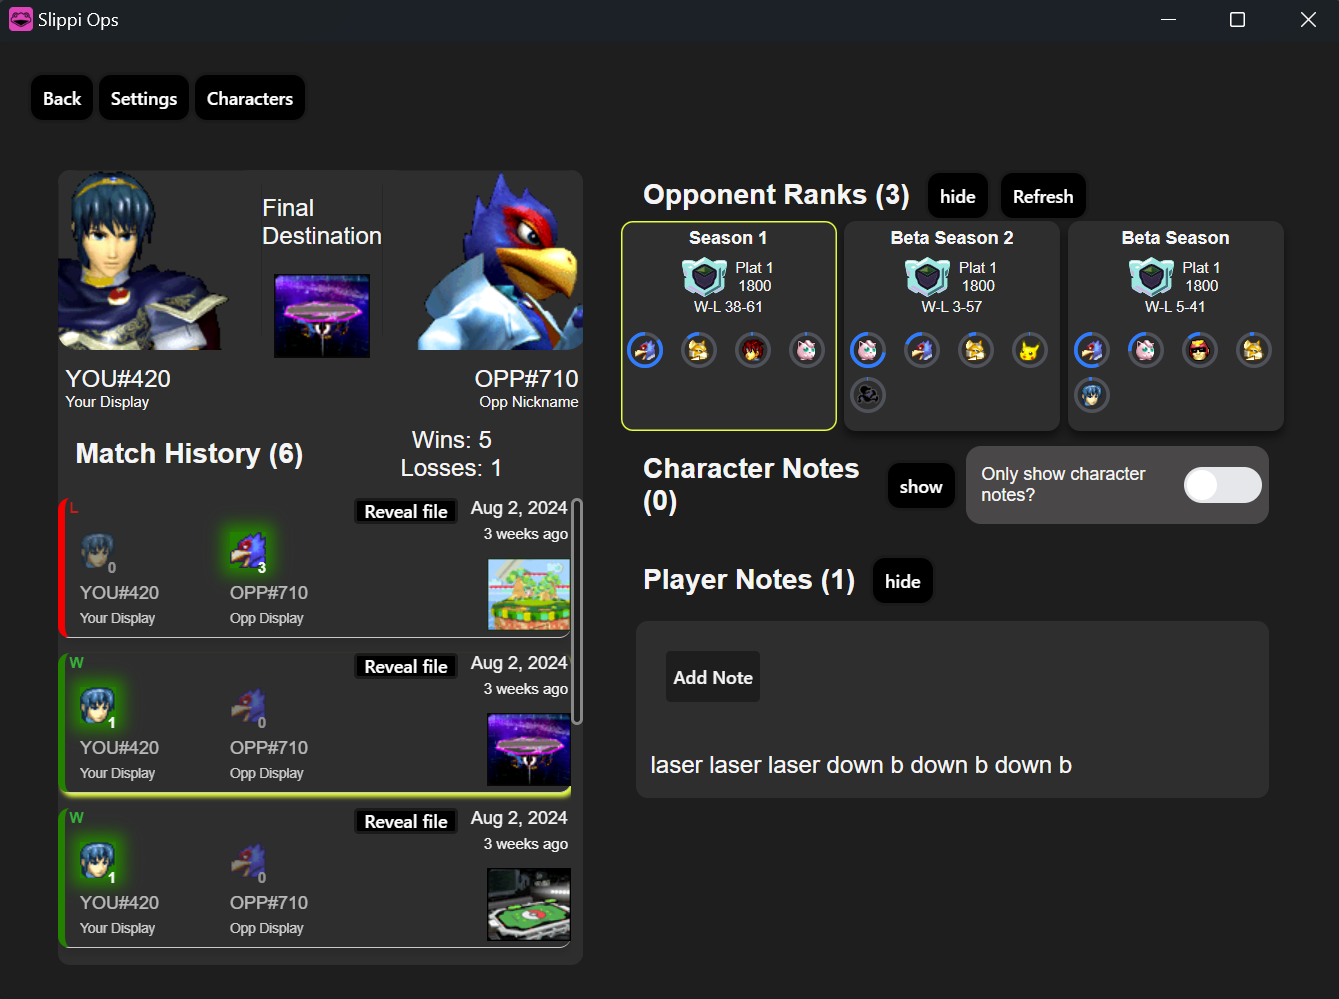 Slippi Ops
Back
Settings
Characters
Final
Destination
YOU#420
Your Display
OPP#710
Opp Nickname
Match History (6)
Wins: 5
Losses: 1
L
Reveal file
Aug 2, 2024
3 weeks ago
0
3
YOU#420
OPP#710
Your Display
Opp Display
W
Reveal file
Aug 2, 2024
3 weeks ago
1
0
YOU#420
OPP#710
Your Display
Opp Display
W
Reveal file
Aug 2, 2024
3 weeks ago
1
0
YOU#420
OPP#710
Your Display
Opp Display
Opponent Ranks (3)
hide
Refresh
Season 1
Plat 1
1800
W-L 38-61
Beta Season 2
Plat 1
1800
W-L 3-57
Beta Season
Plat 1
1800
W-L 5-41
Character Notes
(0)
show
Only show character
notes?
Player Notes (1)
hide
Add Note
laser laser laser down b down b down b